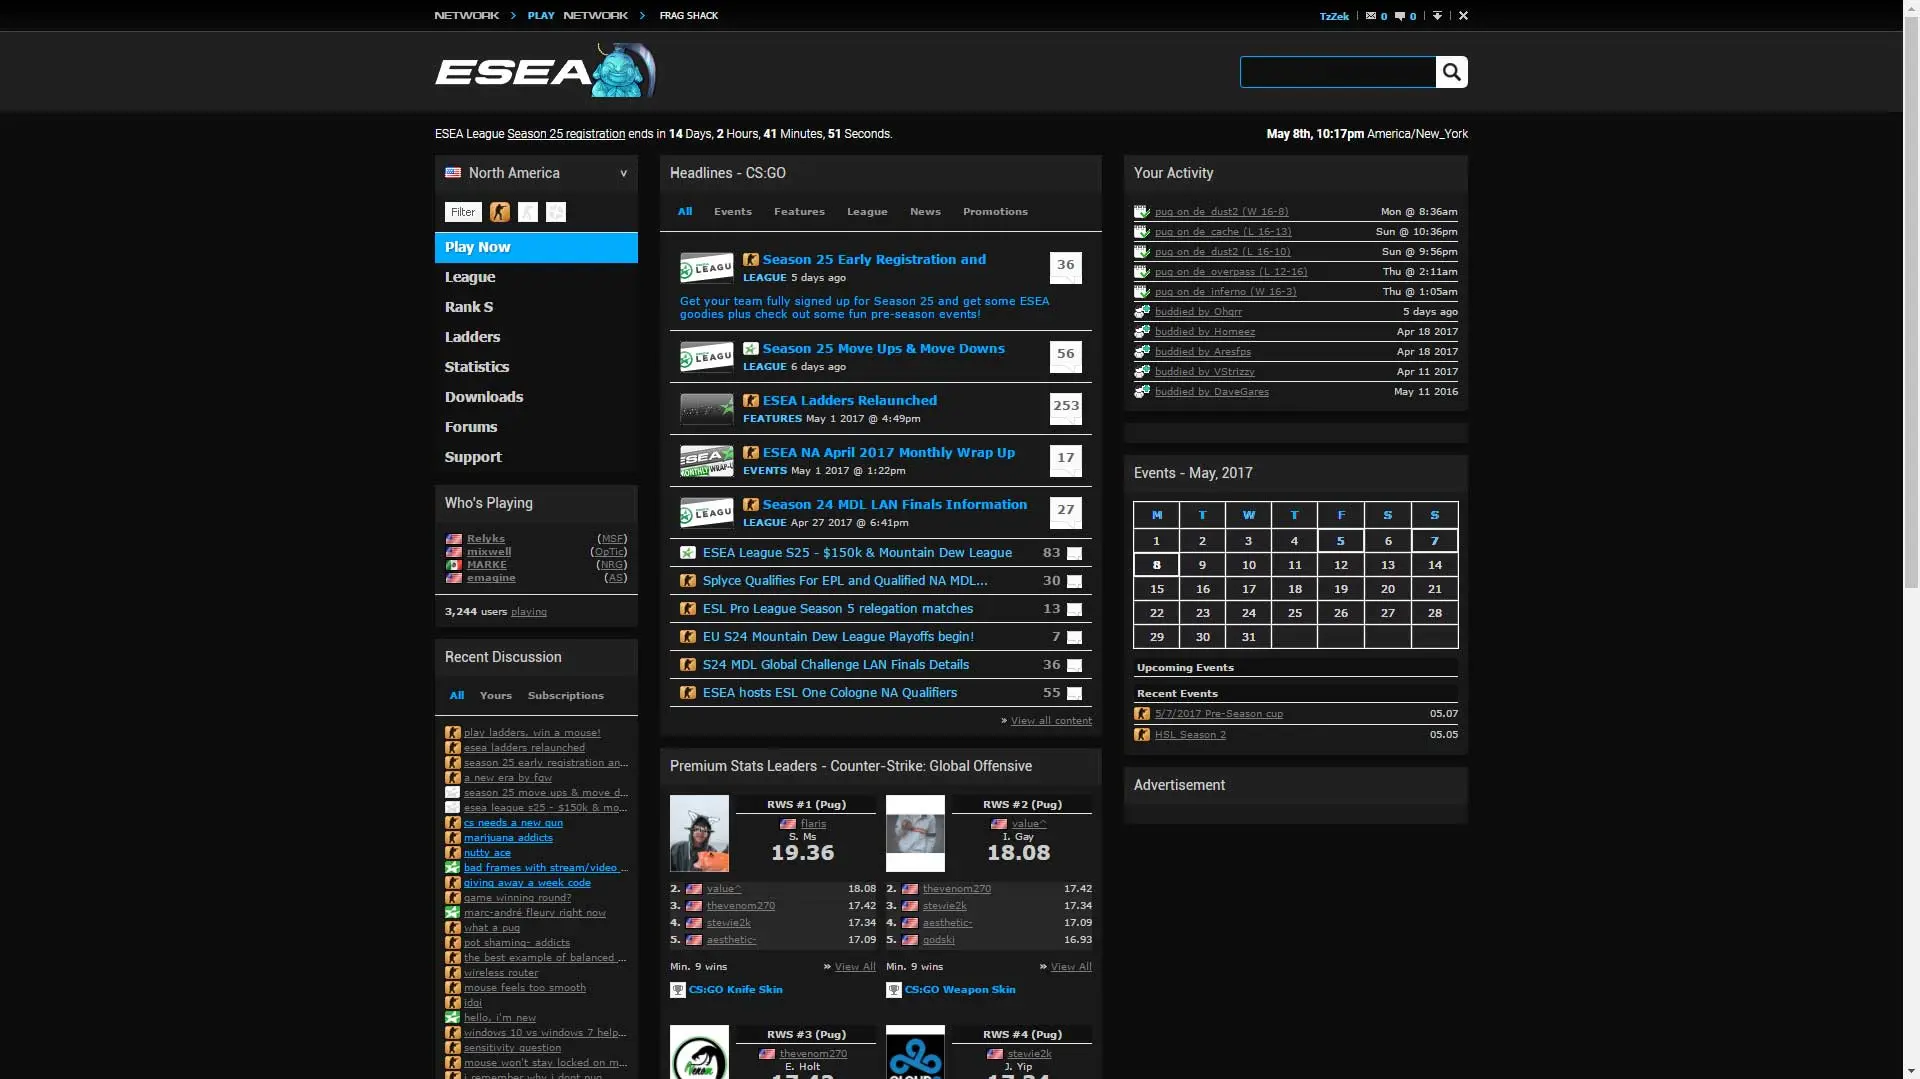 NETWORK > PLAY NETWORK > FRAG SHACK
TzZek 0 0
ESEA
ESEA League Season 25 registration ends in 14 Days, 2 Hours, 41 Minutes, 51 Seconds.
May 8th, 10:17pm America/New_York
North America
Filter
Play Now
League
Rank S
Ladders
Statistics
Downloads
Forums
Support
Who's Playing
Relyks (MSF)
mixwell (OpTic)
MARKE (NRG)
emagine (AS)
3,244 users playing
Recent Discussion
All Yours Subscriptions
play ladders, win a mouse!
esea ladders relaunched
season 25 early registration an...
a new era by fgw
season 25 move ups & move d...
esea league s25 - $150k & mo...
cs needs a new gun
marijuana addicts
nutty ace
bad frames with stream/video ...
giving away a week code
game winning round?
marc-andré fleury right now
what a pug
pot shaming- addicts
the best example of balanced ...
wireless router
mouse feels too smooth
idgi
hello, i'm new
windows 10 vs windows 7 help...
sensitivity question
mouse won't stay locked on m...
i remember why i dont pug
Headlines - CS:GO
All Events Features League News Promotions
Season 25 Early Registration and 36
LEAGUE 5 days ago
Get your team fully signed up for Season 25 and get some ESEA
goodies plus check out some fun pre-season events!
Season 25 Move Ups & Move Downs 56
LEAGUE 6 days ago
ESEA Ladders Relaunched 253
FEATURES May 1 2017 @ 4:49pm
ESEA NA April 2017 Monthly Wrap Up 17
EVENTS May 1 2017 @ 1:22pm
Season 24 MDL LAN Finals Information 27
LEAGUE Apr 27 2017 @ 6:41pm
ESEA League S25 - $150k & Mountain Dew League 83
Splyce Qualifies For EPL and Qualified NA MDL... 30
ESL Pro League Season 5 relegation matches 13
EU S24 Mountain Dew League Playoffs begin! 7
S24 MDL Global Challenge LAN Finals Details 36
ESEA hosts ESL One Cologne NA Qualifiers 55
» View all content
Premium Stats Leaders - Counter-Strike: Global Offensive
RWS #1 (Pug)
flaris
S. Ms
19.36
2. value^ 18.08
3. thevenom270 17.42
4. stewie2k 17.34
5. aesthetic- 17.09
Min. 9 wins » View All
CS:GO Knife Skin
RWS #2 (Pug)
value^
I. Gay
18.08
2. thevenom270 17.42
3. stewie2k 17.34
4. aesthetic- 17.09
5. godski 16.93
Min. 9 wins » View All
CS:GO Weapon Skin
RWS #3 (Pug)
thevenom270
E. Holt
17.42
RWS #4 (Pug)
stewie2k
J. Yip
17.34
Your Activity
pug on de_dust2 (W 16-8) Mon @ 8:36am
pug on de_cache (L 16-13) Sun @ 10:36pm
pug on de_dust2 (L 16-10) Sun @ 9:56pm
pug on de_overpass (L 12-16) Thu @ 2:11am
pug on de_inferno (W 16-3) Thu @ 1:05am
buddied by Ohgrr 5 days ago
buddied by Homeez Apr 18 2017
buddied by Aresfps Apr 18 2017
buddied by VStrizzy Apr 11 2017
buddied by DaveGares May 11 2016
Events - May, 2017
M T W T F S S
1 2 3 4 5 6 7
8 9 10 11 12 13 14
15 16 17 18 19 20 21
22 23 24 25 26 27 28
29 30 31
Upcoming Events
Recent Events
5/7/2017 Pre-Season cup 05.07
HSL Season 2 05.05
Advertisement